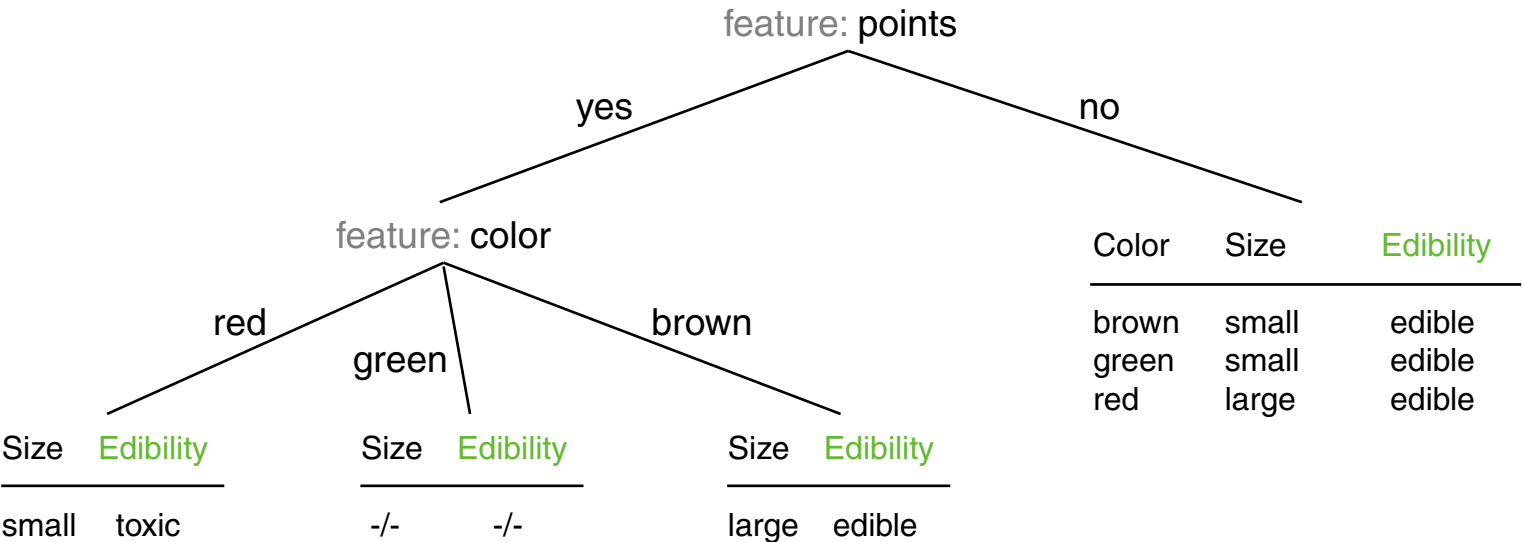 feature: points
yes
no
feature: color
red
green
brown
Color Size Edibility
brown small edible
green small edible
red large edible
Size Edibility
small toxic
Size Edibility
-/- -/-
Size Edibility
large edible